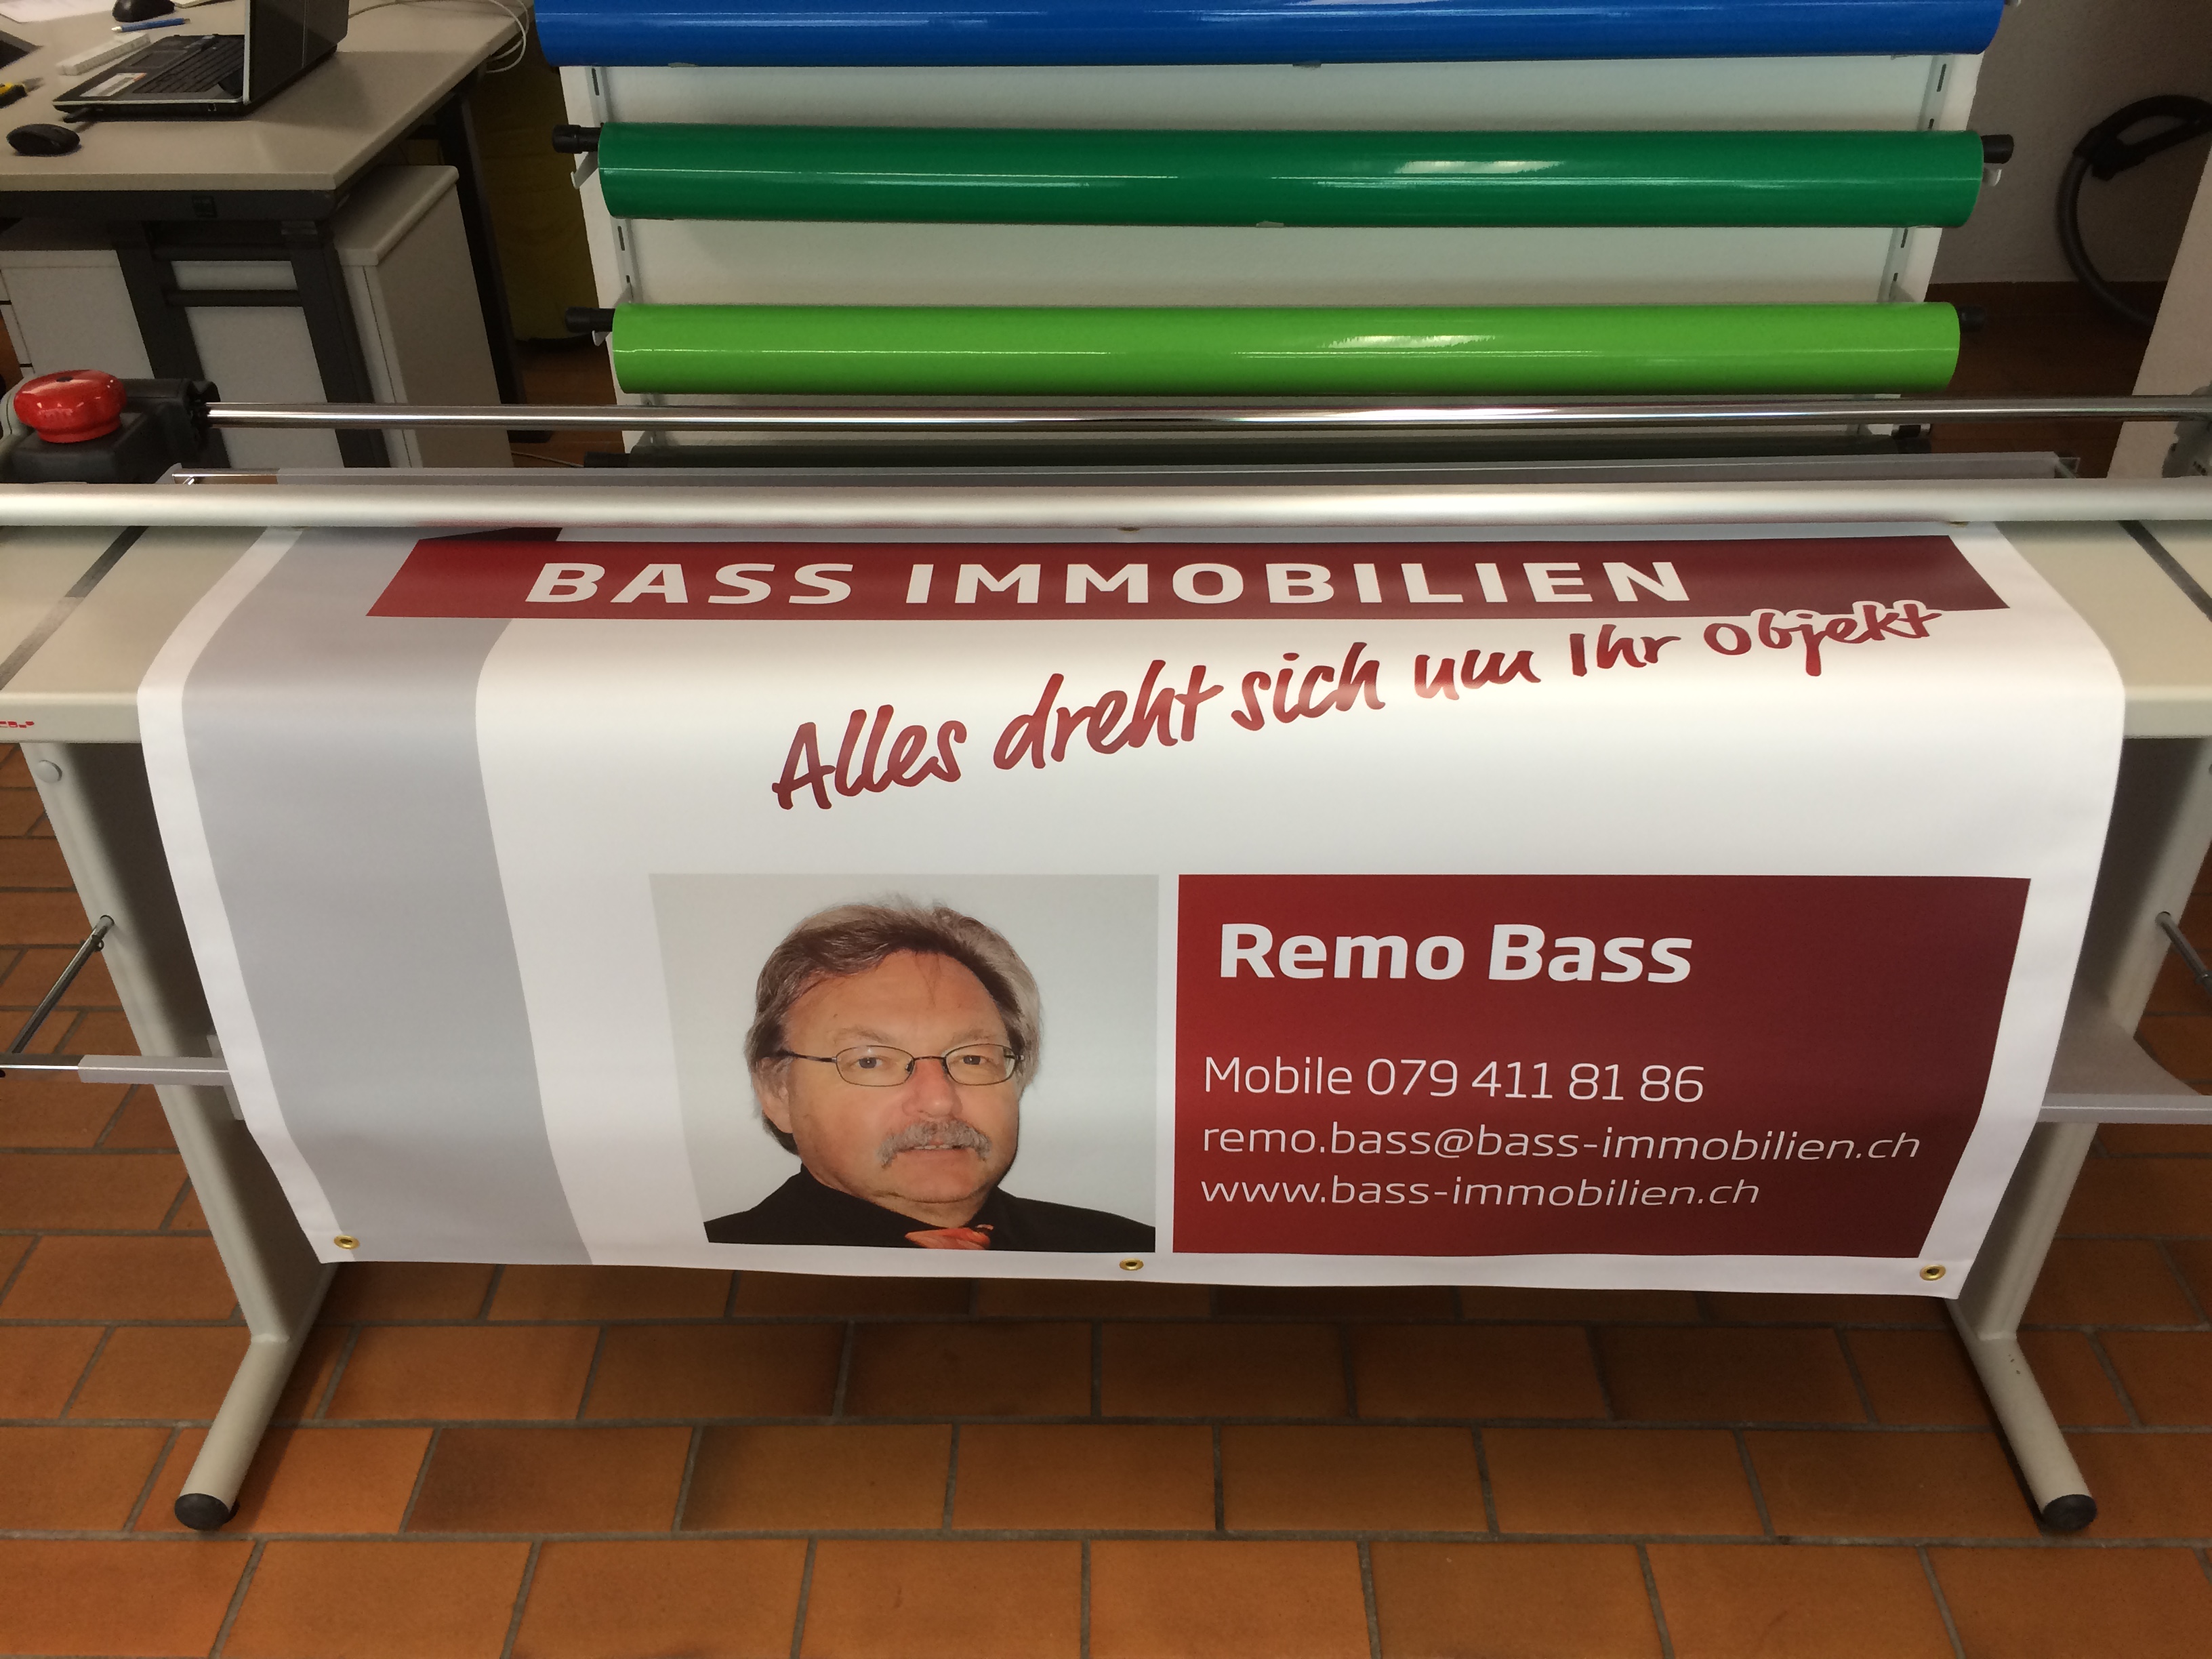 BASS IMMOBILIEN
Alles dreht sich um Ihr Objekt
Remo Bass
Mobile 079 411 81 86
remo.bass@bass-immobilien.ch
www.bass-immobilien.ch